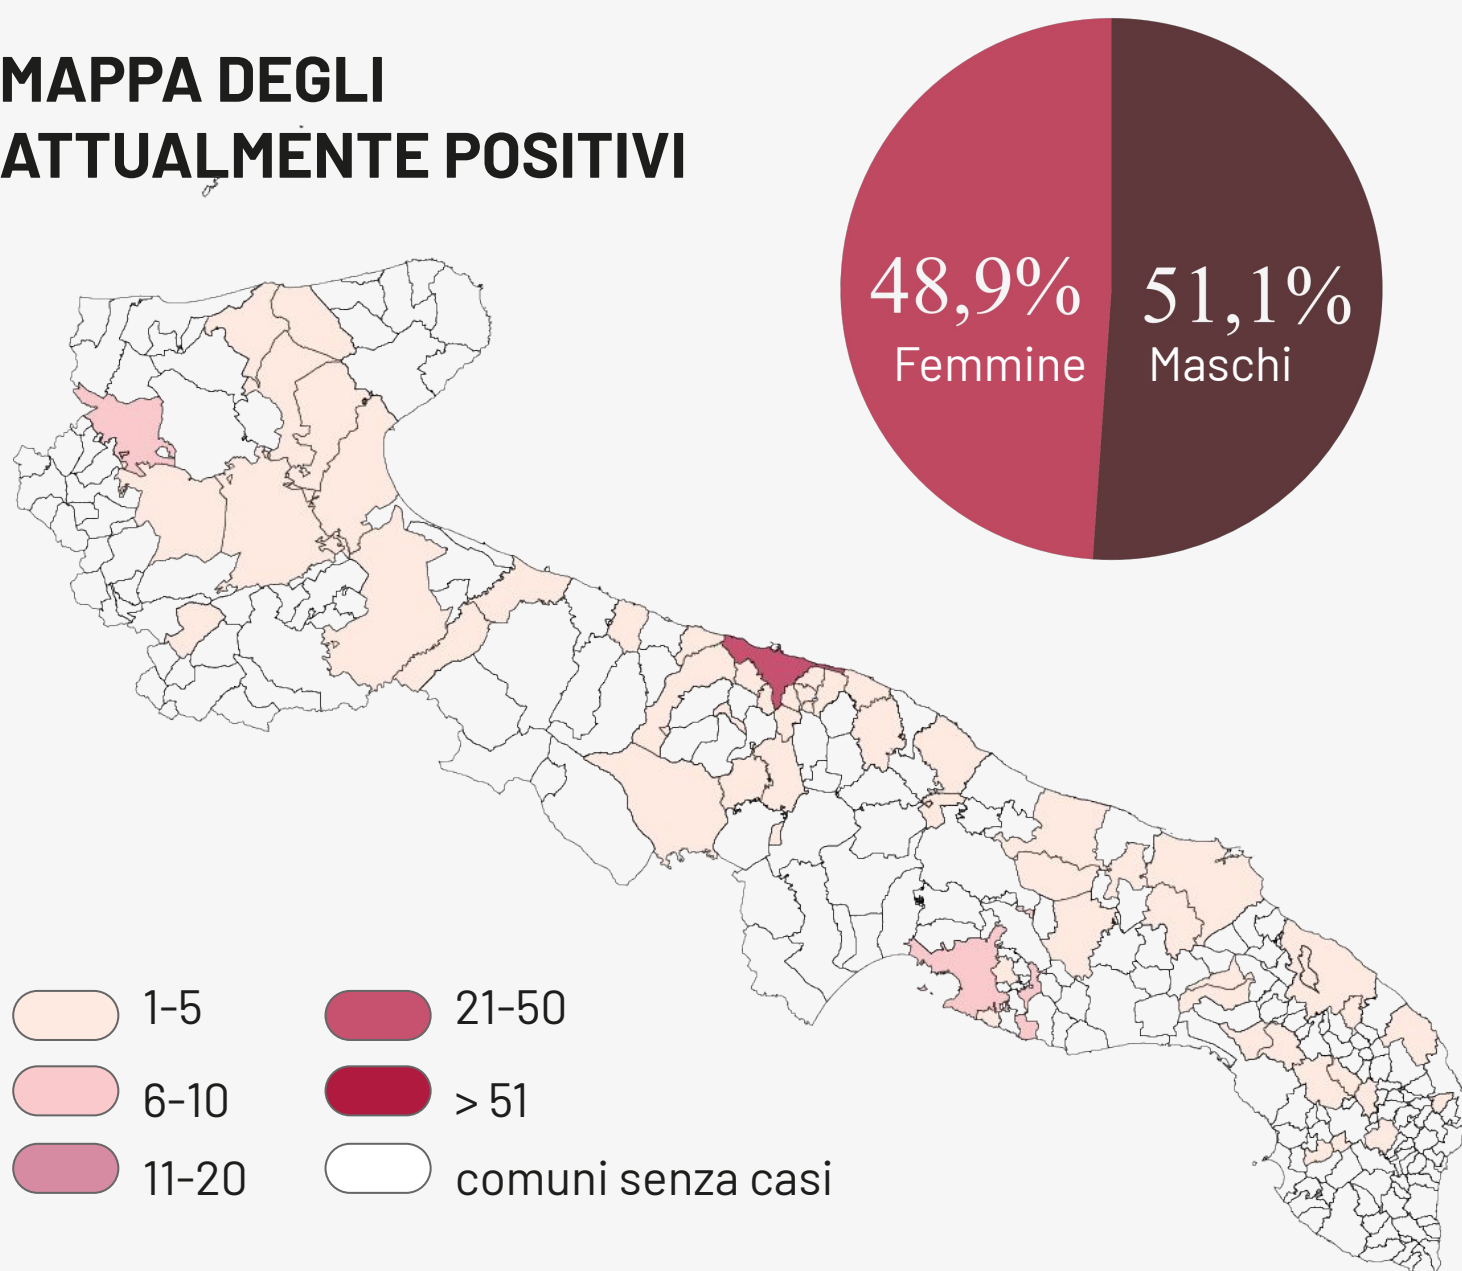 MAPPA DEGLI
ATTUALMENTE POSITIVI
48,9%
Femmine
51,1%
Maschi
1-5
6-10
11-20
21-50
> 51
comuni senza casi